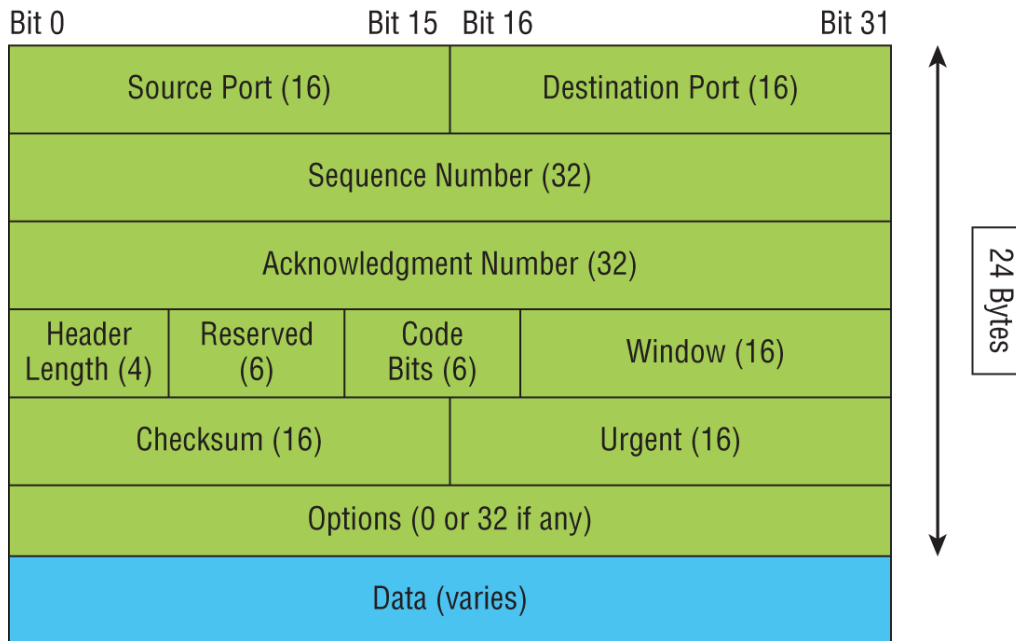 Bit 0 Bit 15 Bit 16 Bit 31
Source Port (16) Destination Port (16)
Sequence Number (32)
Acknowledgment Number (32)
Header
Length (4)
Reserved
(6)
Code
Bits (6)
Window (16)
Checksum (16) Urgent (16)
Options (0 or 32 if any)
Data (varies)
24 Bytes